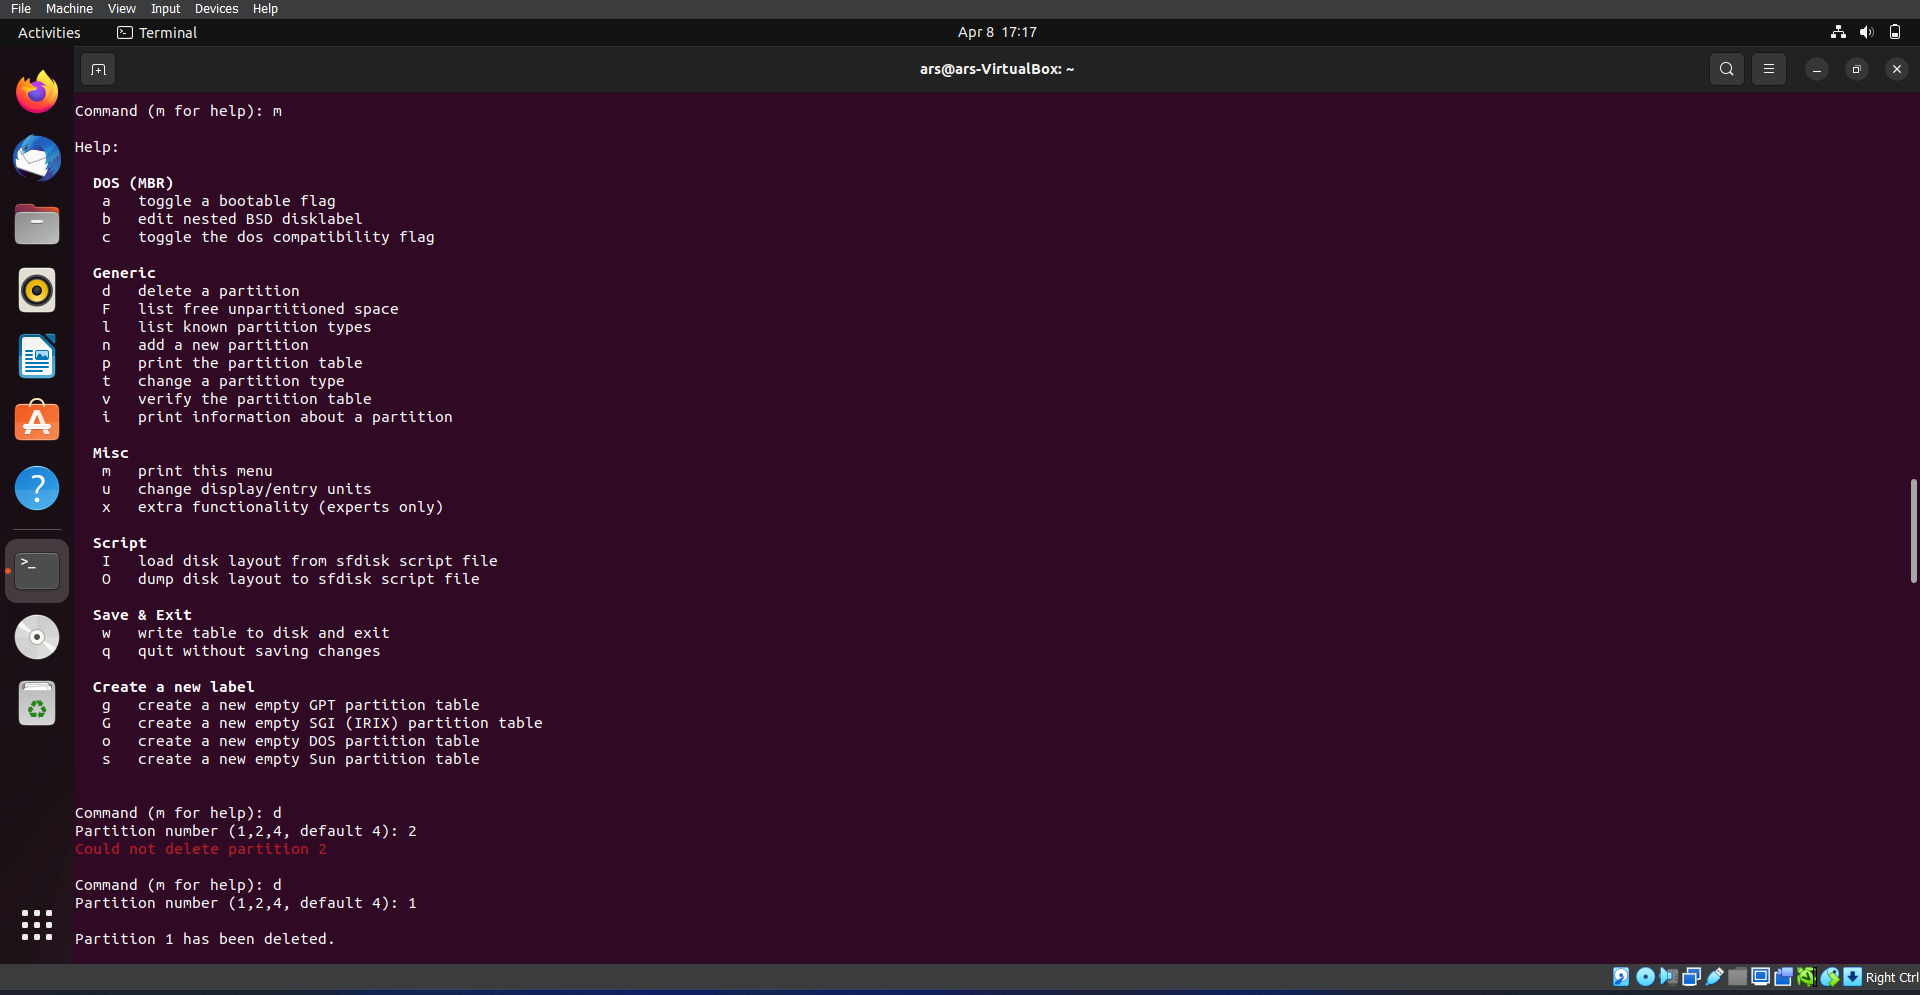 File Machine View Input Devices Help
Activities Terminal Apr 8 17:17
ars@ars-VirtualBox: ~
Command (m for help): m
Help:
DOS (MBR)
a toggle a bootable flag
b edit nested BSD disklabel
c toggle the dos compatibility flag
Generic
d delete a partition
F list free unpartitioned space
l list known partition types
n add a new partition
p print the partition table
t change a partition type
v verify the partition table
i print information about a partition
Misc
m print this menu
u change display/entry units
x extra functionality (experts only)
Script
I load disk layout from sfdisk script file
O dump disk layout to sfdisk script file
Save & Exit
w write table to disk and exit
q quit without saving changes
Create a new label
g create a new empty GPT partition table
G create a new empty SGI (IRIX) partition table
o create a new empty DOS partition table
s create a new empty Sun partition table
Command (m for help): d
Partition number (1,2,4, default 4): 2
Could not delete partition 2
Command (m for help): d
Partition number (1,2,4, default 4): 1
Partition 1 has been deleted.
Right Ctrl